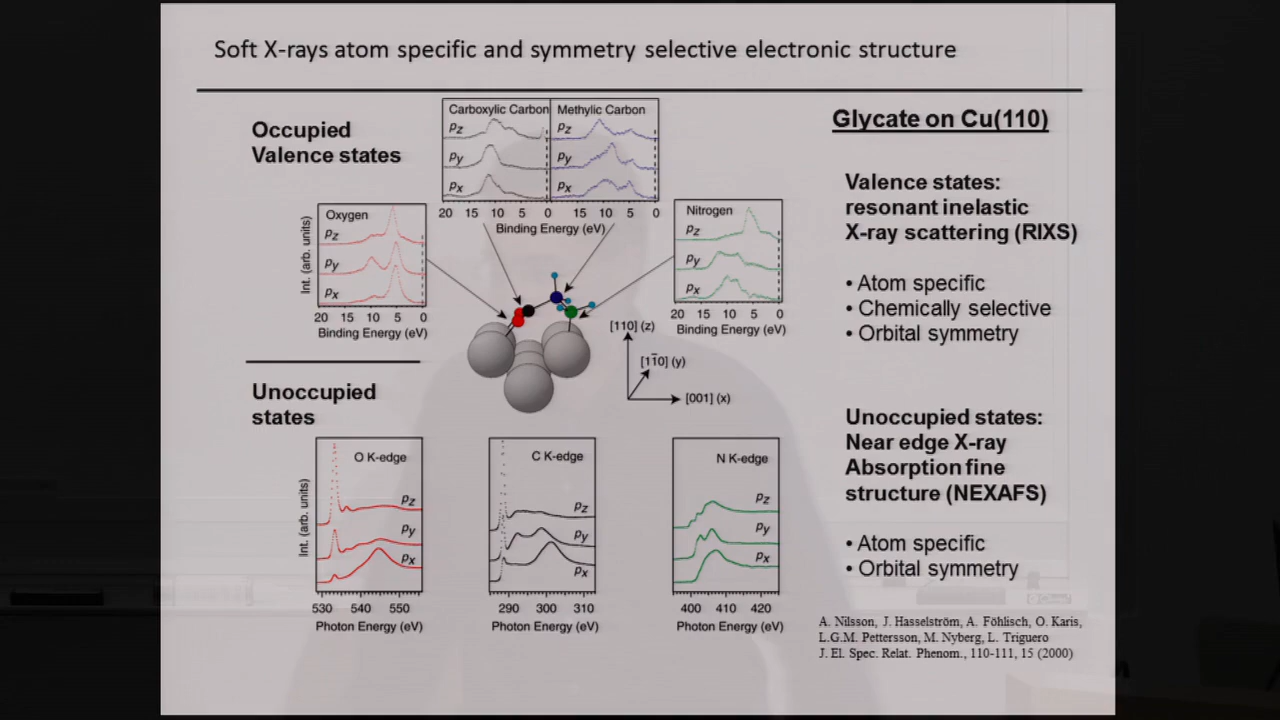 Soft X-rays atom specific and symmetry selective electronic structure
Occupied
Valence states
Carboxylic Carbon
pz
py
px
20 15 10 5 0
Methylic Carbon
pz
py
px
15 10 5 0
Binding Energy (eV)
Glycate on Cu(110)
Valence states:
resonant inelastic
X-ray scattering (RIXS)
• Atom specific
• Chemically selective
• Orbital symmetry
Int. (arb. units)
Oxygen
pz
py
px
20 15 10 5 0
Binding Energy (eV)
Nitrogen
pz
py
px
20 15 10 5 0
Binding Energy (eV)
[110] (z)
[11̄0] (y)
[001] (x)
Unoccupied
states
Int. (arb. units)
O K-edge
pz
py
px
530 540 550
Photon Energy (eV)
C K-edge
pz
py
px
290 300 310
Photon Energy (eV)
N K-edge
pz
py
px
400 410 420
Photon Energy (eV)
Unoccupied states:
Near edge X-ray
Absorption fine
structure (NEXAFS)
• Atom specific
• Orbital symmetry
A. Nilsson, J. Hasselström, A. Föhlisch, O. Karis,
L.G.M. Pettersson, M. Nyberg, L. Triguero
J. El. Spec. Relat. Phenom., 110-111, 15 (2000)